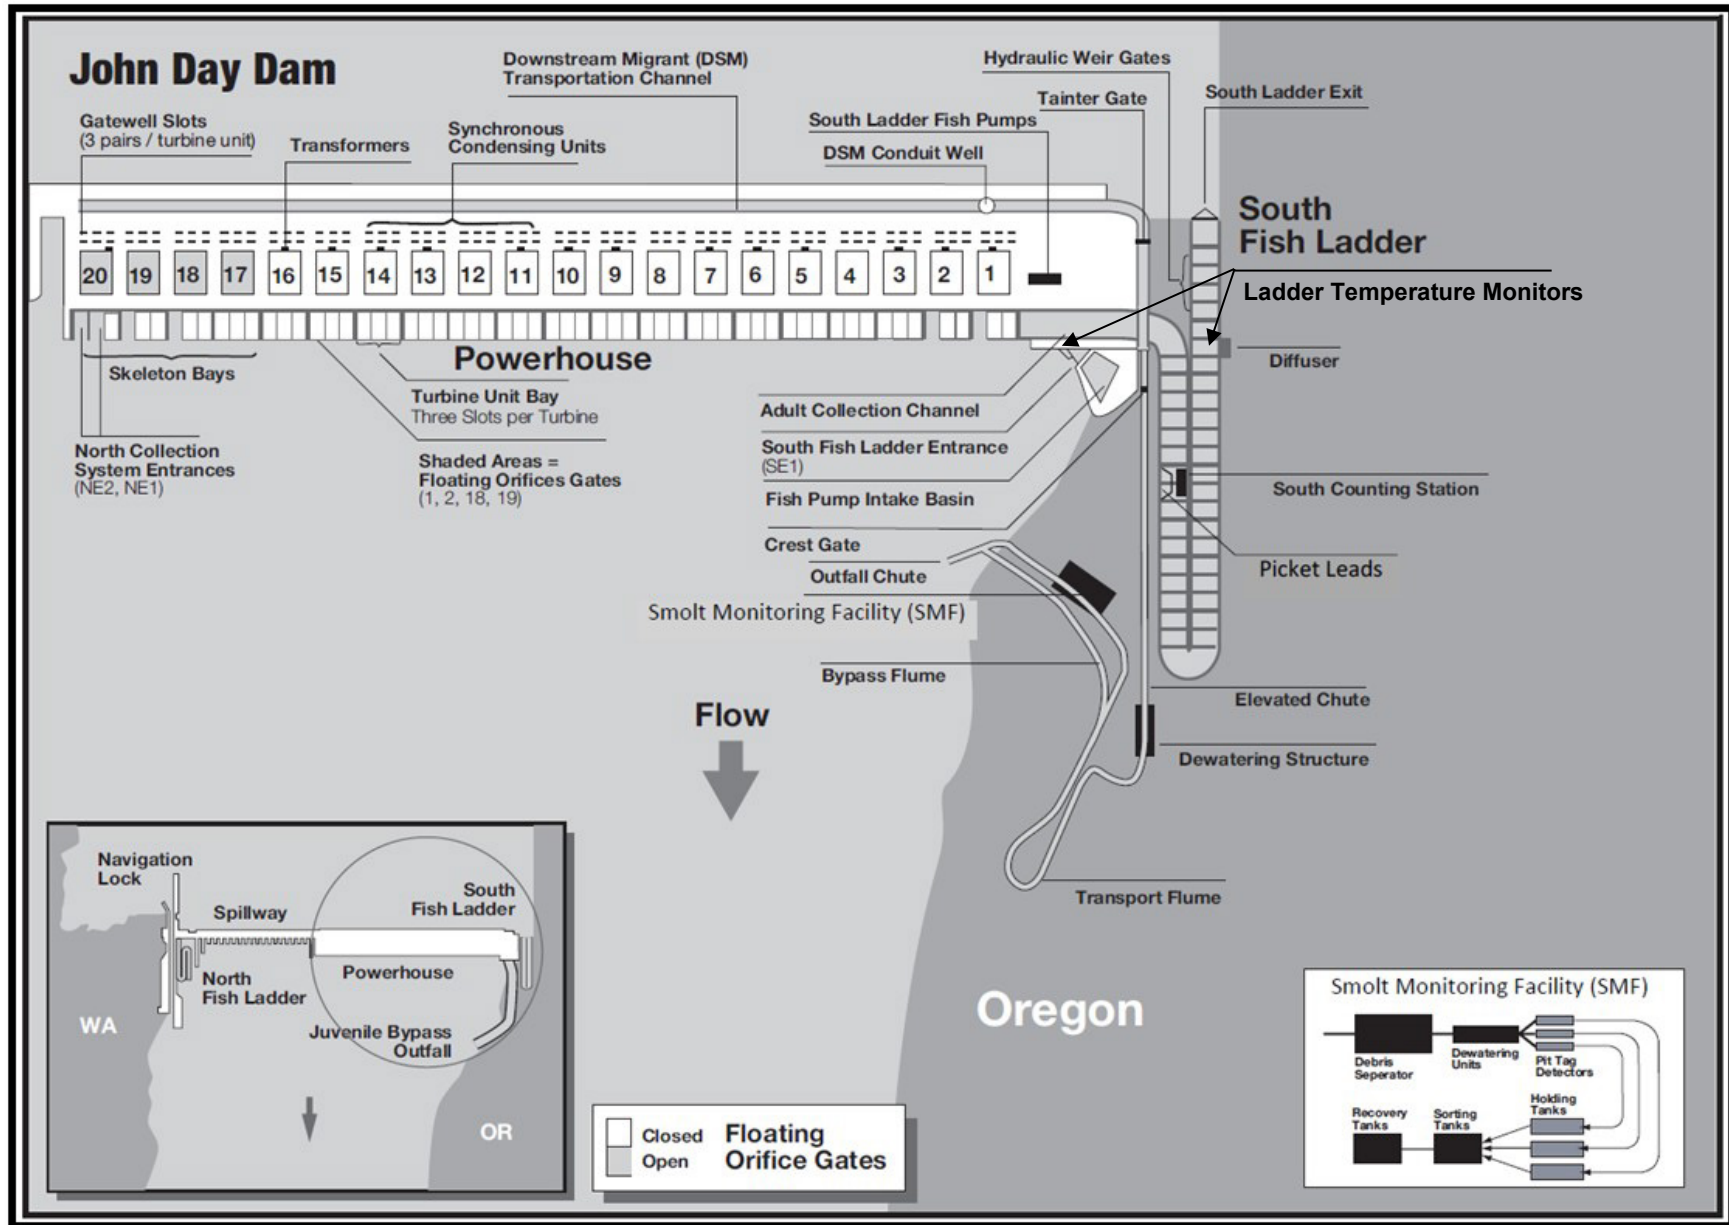 John Day Dam
Gatewell Slots
(3 pairs / turbine unit)
Transformers
Synchronous
Condensing Units
Downstream Migrant (DSM)
Transportation Channel
South Ladder Fish Pumps
DSM Conduit Well
Hydraulic Weir Gates
Tainter Gate
South Ladder Exit
South
Fish Ladder
Ladder Temperature Monitors
Diffuser
20 19 18 17 16 15 14 13 12 11 10 9 8 7 6 5 4 3 2 1
Skeleton Bays
Powerhouse
North Collection
System Entrances
(NE2, NE1)
Turbine Unit Bay
Three Slots per Turbine
Shaded Areas =
Floating Orifices Gates
(1, 2, 18, 19)
Adult Collection Channel
South Fish Ladder Entrance
(SE1)
Fish Pump Intake Basin
Crest Gate
Outfall Chute
Smolt Monitoring Facility (SMF)
Bypass Flume
South Counting Station
Picket Leads
Elevated Chute
Dewatering Structure
Transport Flume
Flow
Oregon
Navigation
Lock
Spillway
South
Fish Ladder
North
Fish Ladder
Powerhouse
WA
Juvenile Bypass
Outfall
OR
Closed
Open
Floating
Orifice Gates
Smolt Monitoring Facility (SMF)
Debris
Seperator
Dewatering
Units
Pit Tag
Detectors
Recovery
Tanks
Sorting
Tanks
Holding
Tanks